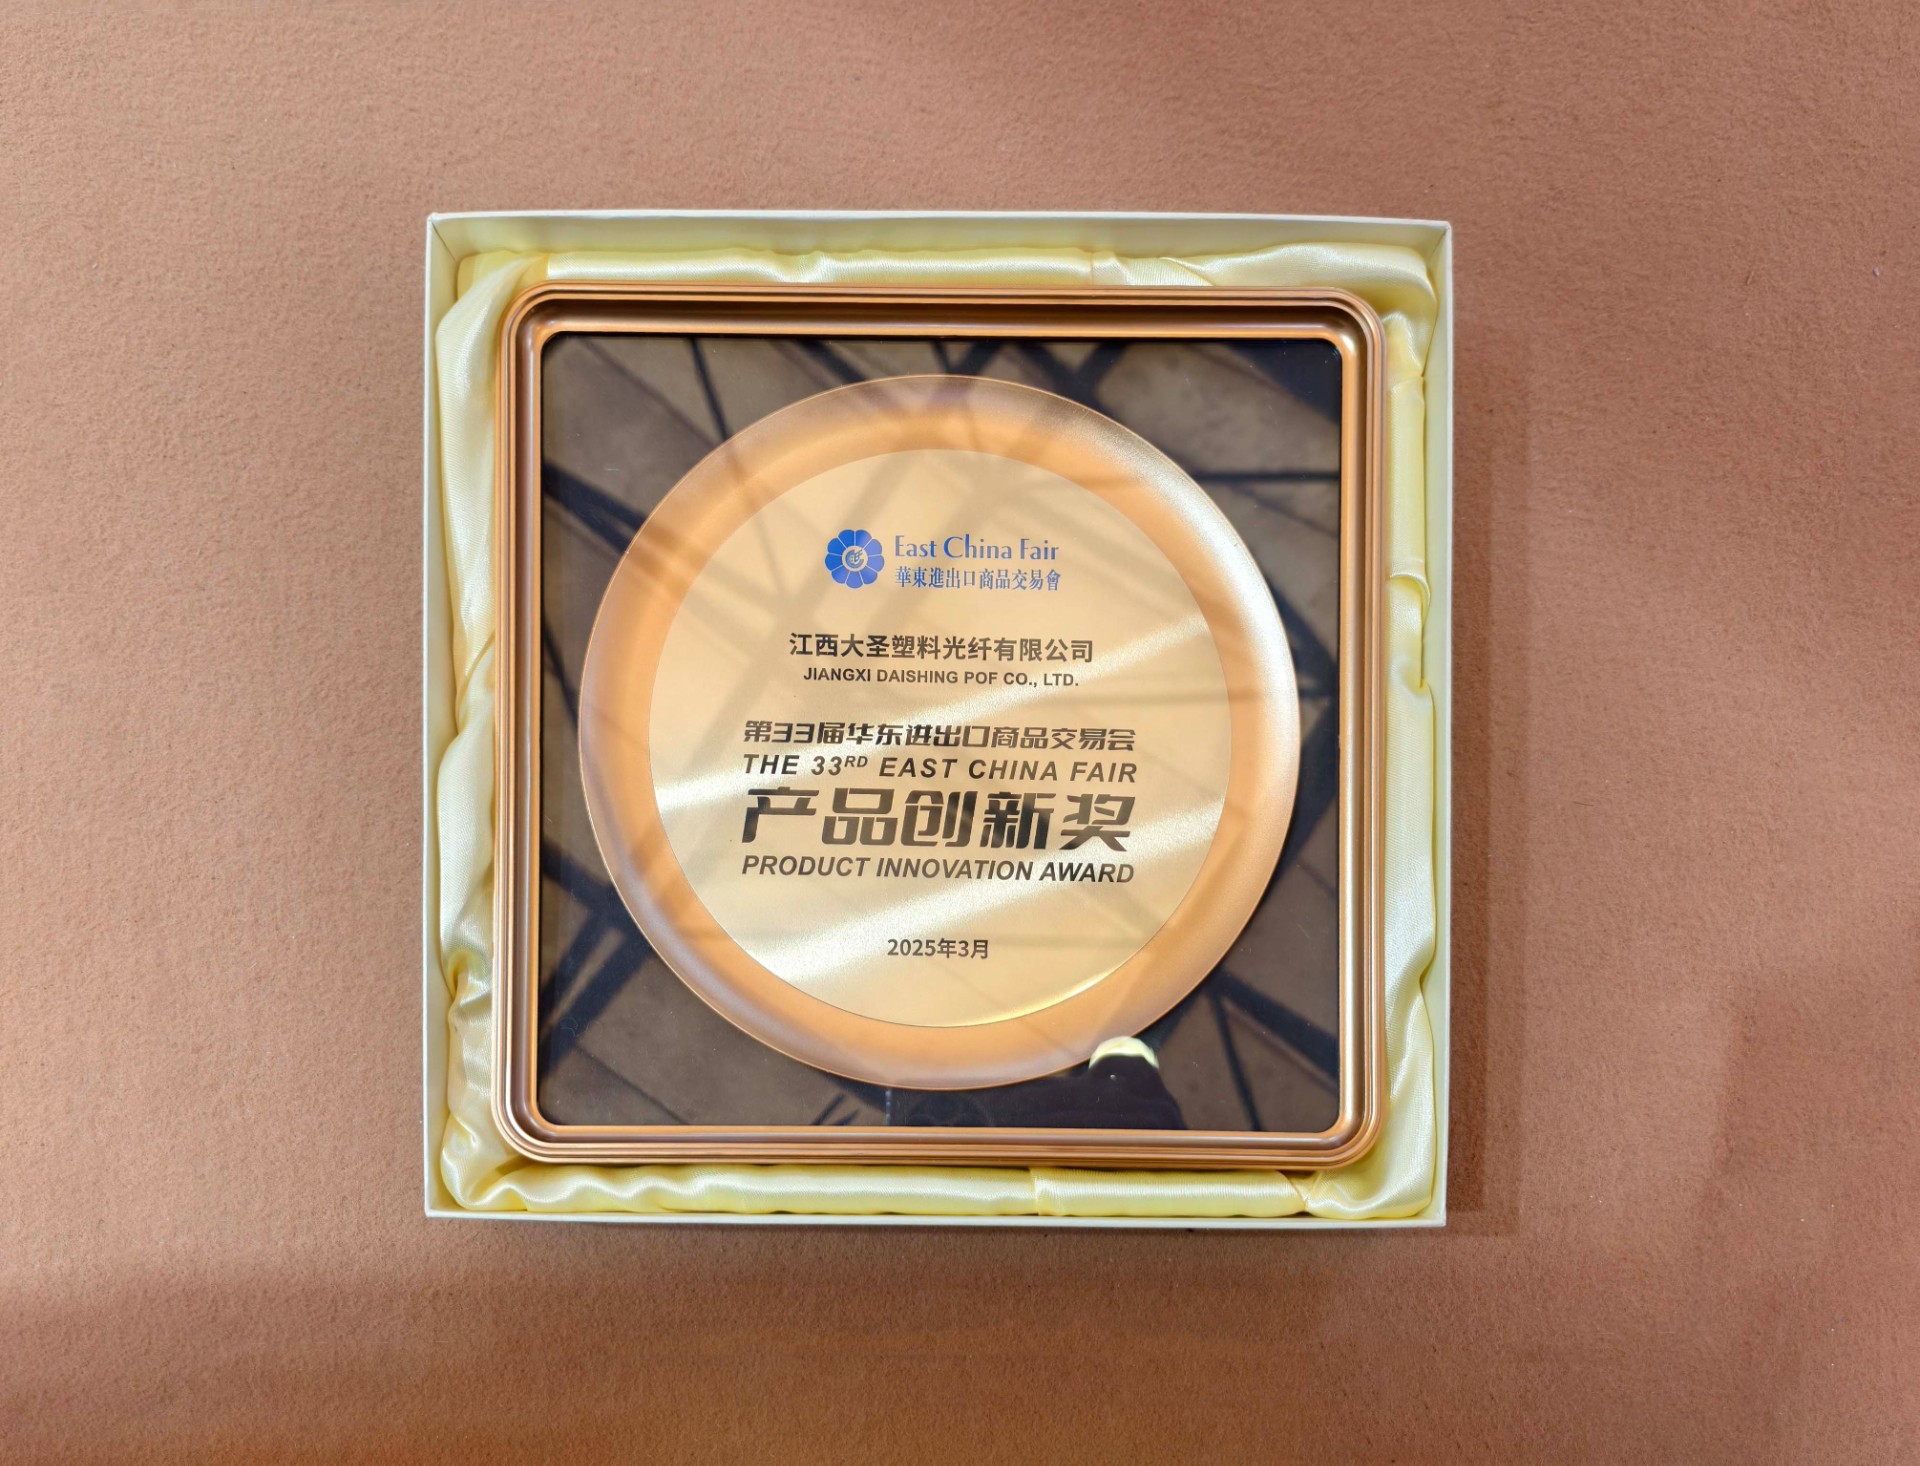 East China Fair
華東進出口商品交易會
江西大圣塑料光纤有限公司
JIANGXI DAISHING POF CO., LTD.
第33届华东进出口商品交易会
THE 33RD EAST CHINA FAIR
产品创新奖
PRODUCT INNOVATION AWARD
2025年3月